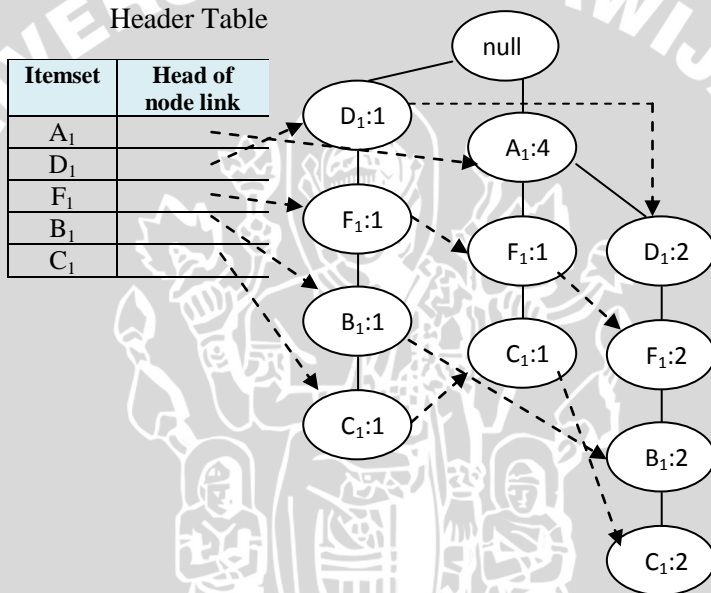 Header Table
Itemset Head of node link
A₁
D₁
F₁
B₁
C₁
null
D₁:1
A₁:4
F₁:1
F₁:1
D₁:2
B₁:1
C₁:1
F₁:2
C₁:1
B₁:2
C₁:2